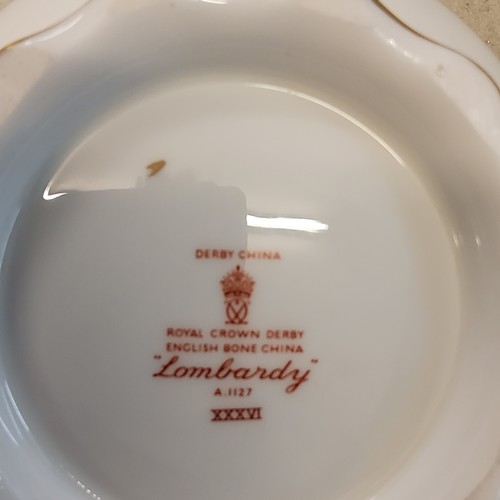 DERBY CHINA
ROYAL CROWN DERBY
ENGLISH BONE CHINA
"Lombardy"
A.1127
XXXVI